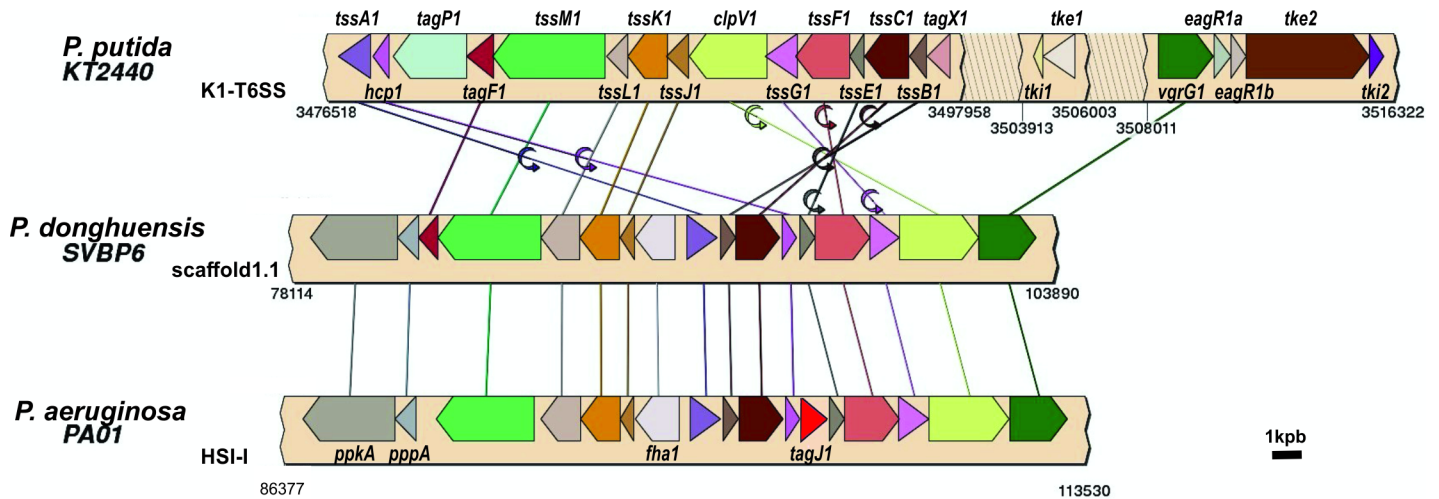 tssA1 tagP1 tssM1 tssK1 clpV1 tssF1 tssC1 tagX1 tke1 eagR1a tke2
P. putida
KT2440
K1-T6SS
hcp1 tagF1 tssL1 tssJ1 tssG1 tssE1 tssB1 tki1 vgrG1 eagR1b tki2
3476518 3497958 3503913 3506003 3508011 3516322
P. donghuensis
SVBP6
scaffold1.1
78114 103890
P. aeruginosa
PA01
HSI-I
ppkA pppA fha1 tagJ1
1kpb
86377 113530